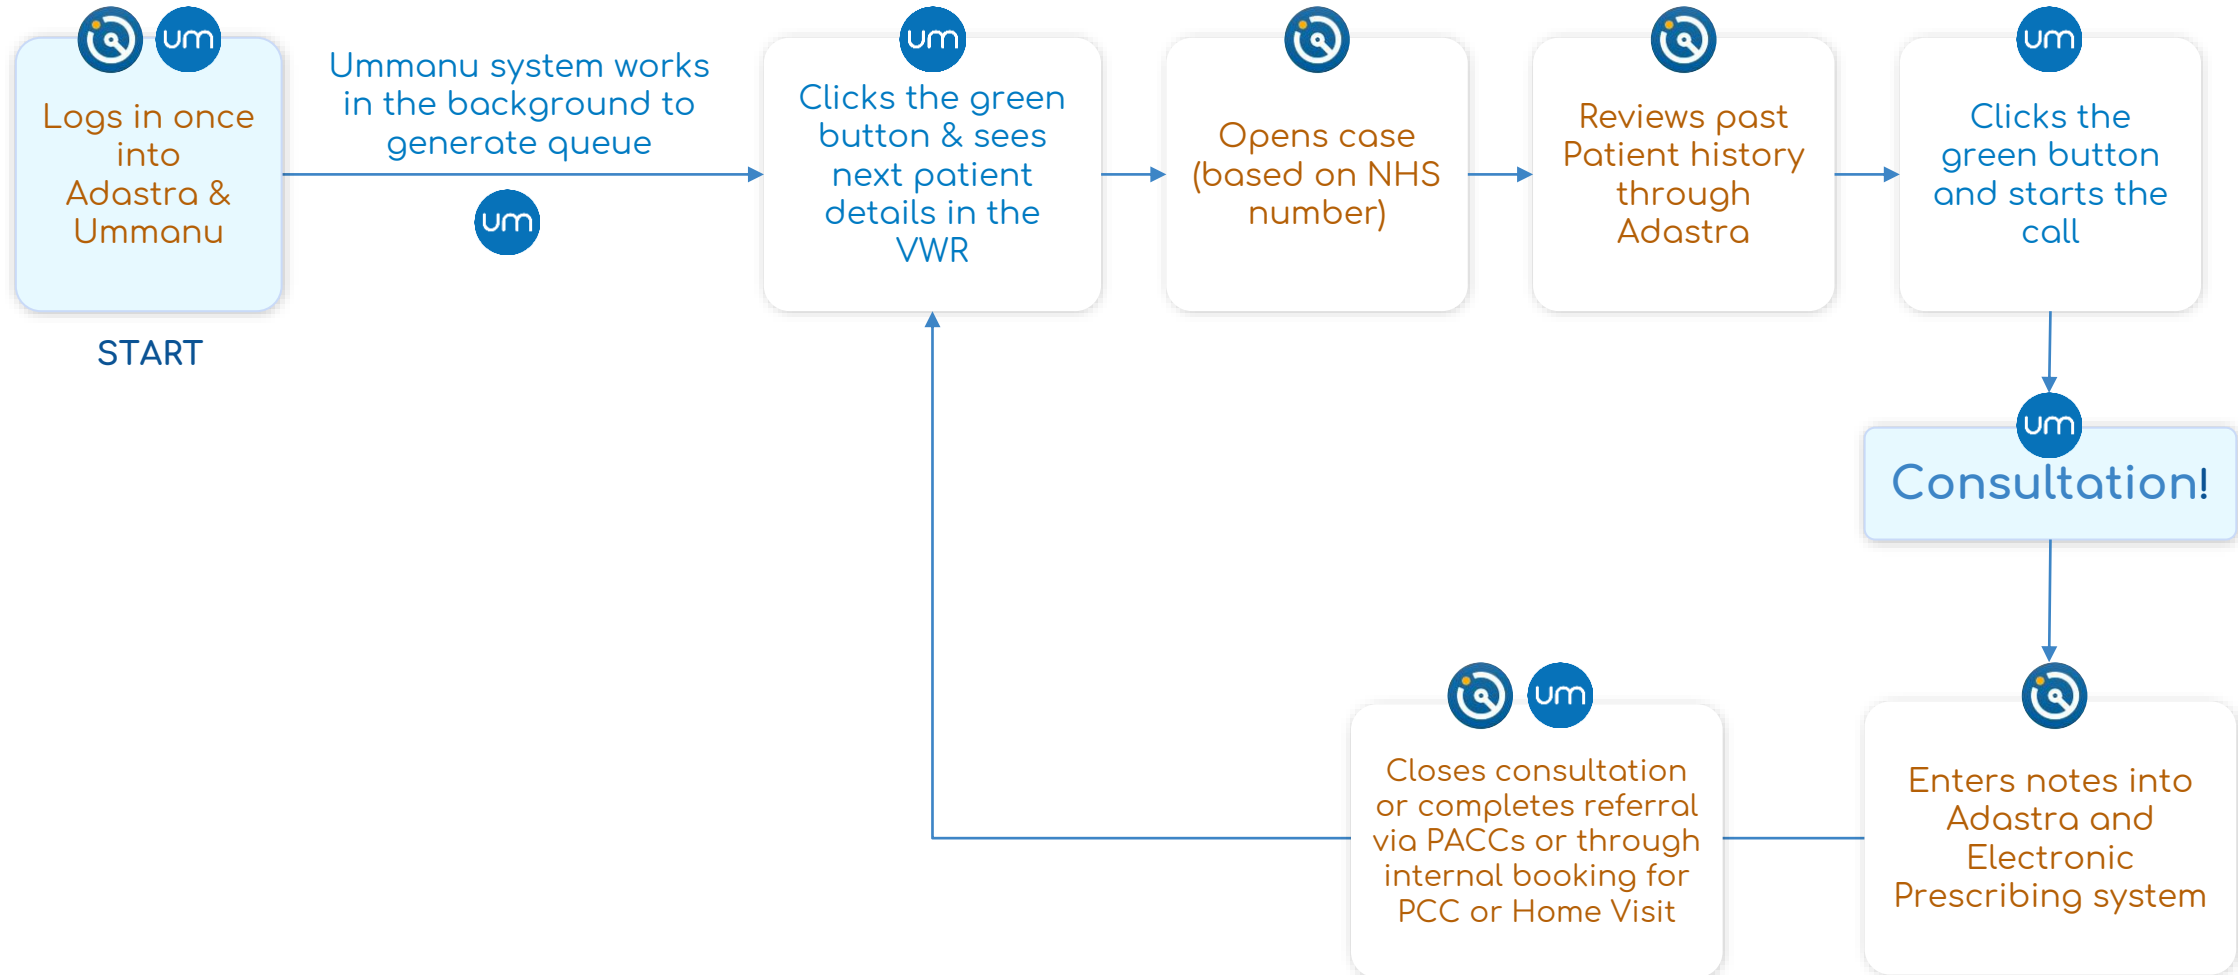 um
Logs in once
into
Adastra &
Ummanu
START
Ummanu system works
in the background to
generate queue
um
um
Clicks the green
button & sees
next patient
details in the
VWR
Opens case
(based on NHS
number)
Reviews past
Patient history
through
Adastra
um
Clicks the
green button
and starts the
call
um
Consultation!
Enters notes into
Adastra and
Electronic
Prescribing system
um
Closes consultation
or completes referral
via PACCs or through
internal booking for
PCC or Home Visit